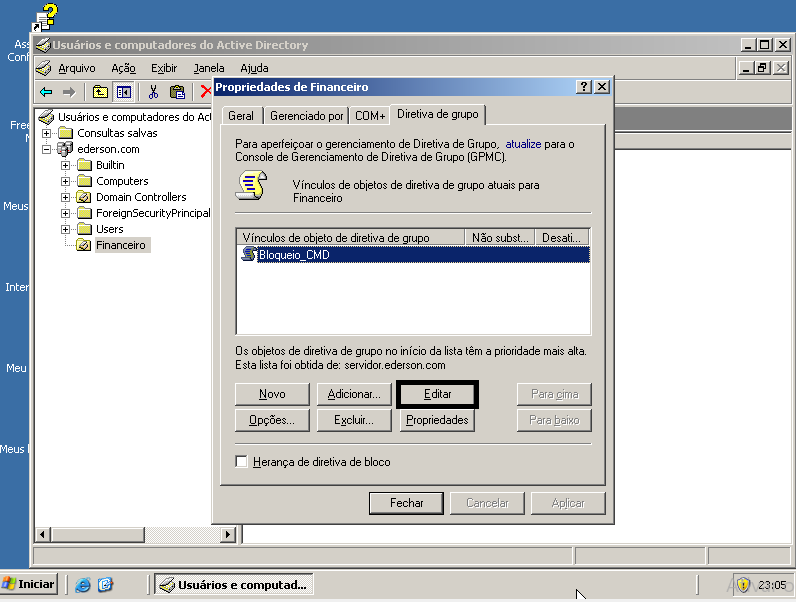 Usuários e computadores do Active Directory
Arquivo Ação Exibir Janela Ajuda
Usuários e computadores do Act
Consultas salvas
ederson.com
Builtin
Computers
Domain Controllers
ForeignSecurityPrincipal
Users
Financeiro
Free
Meus
Inter
Meu
Meus
Propriedades de Financeiro
Geral Gerenciado por COM+ Diretiva de grupo
Para aperfeiçoar o gerenciamento de Diretiva de Grupo, atualize para o
Console de Gerenciamento de Diretiva de Grupo (GPMC).
Vínculos de objetos de diretiva de grupo atuais para
Financeiro
Vínculos de objeto de diretiva de grupo Não subst... Desati...
Bloqueio_CMD
Os objetos de diretiva de grupo no início da lista têm a prioridade mais alta.
Esta lista foi obtida de: servidor.ederson.com
Novo Adicionar... Editar Para cima
Opções... Excluir... Propriedades Para baixo
Herança de diretiva de bloco
Fechar Cancelar Aplicar
Iniciar Usuários e computad... 23:05